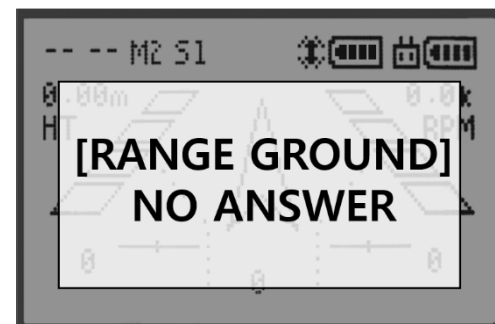 -- -- M2 S1
0.00m 0.0k
HT RPM
[RANGE GROUND]
NO ANSWER
0 0
0